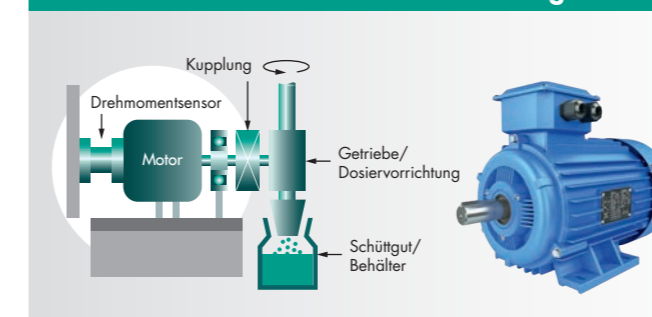 Kupplung
Drehmomentsensor
Motor
Getriebe/
Dosiervorrichtung
Schüttgut/
Behälter